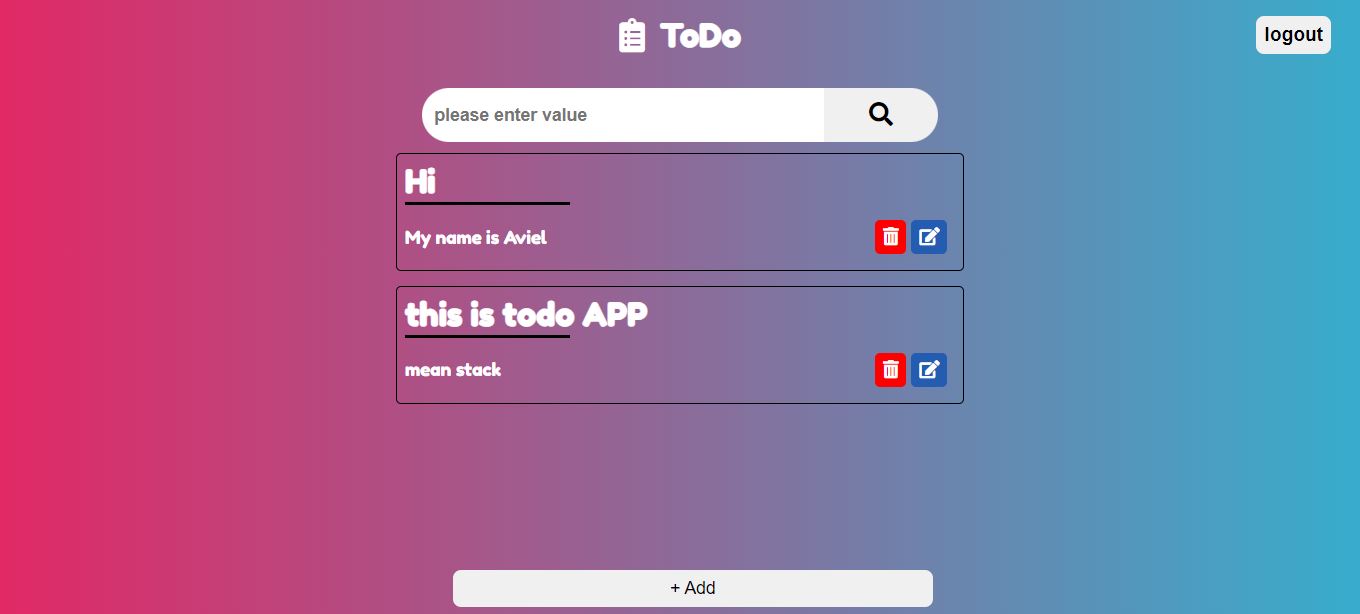 ToDo
logout
please enter value
Hi
My name is Aviel
this is todo APP
mean stack
+ Add